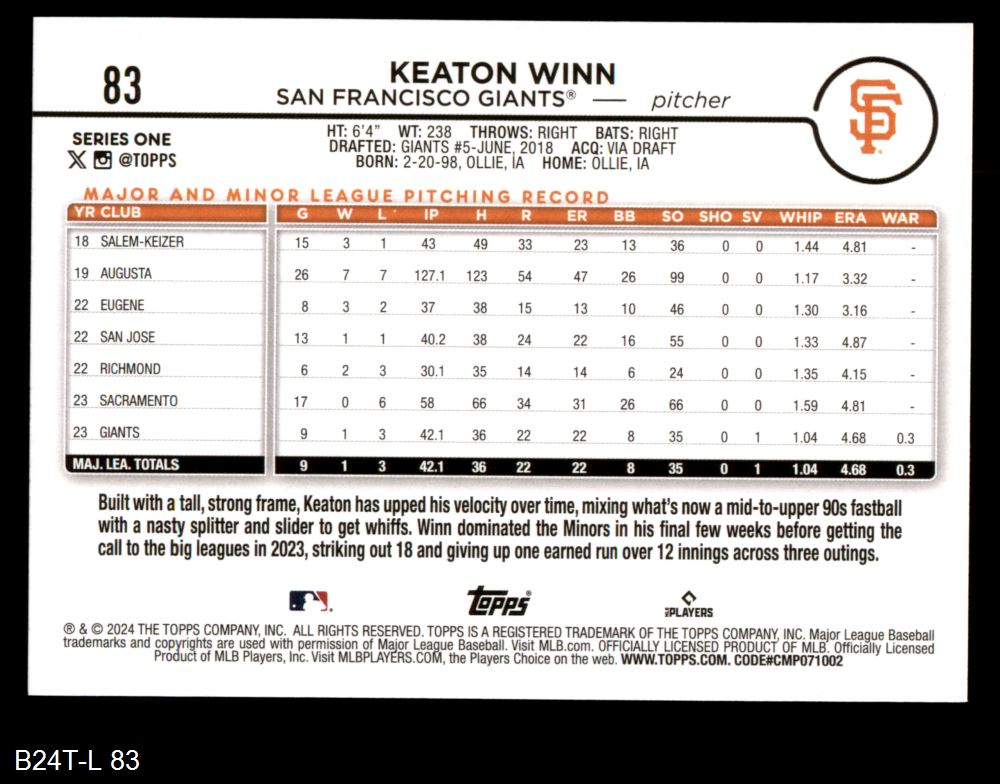 83
KEATON WINN
SAN FRANCISCO GIANTS® — pitcher
SF
SERIES ONE
@TOPPS
HT: 6'4" WT: 238 THROWS: RIGHT BATS: RIGHT
DRAFTED: GIANTS #5-JUNE, 2018 ACQ: VIA DRAFT
BORN: 2-20-98, OLLIE, IA HOME: OLLIE, IA
MAJOR AND MINOR LEAGUE PITCHING RECORD
YR CLUB G W L IP H R ER BB SO SHO SV WHIP ERA WAR
18 SALEM-KEIZER 15 3 1 43 49 33 23 13 36 0 0 1.44 4.81 -
19 AUGUSTA 26 7 7 127.1 123 54 47 26 99 0 0 1.17 3.32 -
22 EUGENE 8 3 2 37 38 15 13 10 46 0 0 1.30 3.16 -
22 SAN JOSE 13 1 1 40.2 38 24 22 16 55 0 0 1.33 4.87 -
22 RICHMOND 6 2 3 30.1 35 14 14 6 24 0 0 1.35 4.15 -
23 SACRAMENTO 17 0 6 58 66 34 31 26 66 0 0 1.59 4.81 -
23 GIANTS 9 1 3 42.1 36 22 22 8 35 0 1 1.04 4.68 0.3
MAJ. LEA. TOTALS 9 1 3 42.1 36 22 22 8 35 0 1 1.04 4.68 0.3
Built with a tall, strong frame, Keaton has upped his velocity over time, mixing what's now a mid-to-upper 90s fastball
with a nasty splitter and slider to get whiffs. Winn dominated the Minors in his final few weeks before getting the
call to the big leagues in 2023, striking out 18 and giving up one earned run over 12 innings across three outings.
Topps® MLBPLAYERS
® & © 2024 THE TOPPS COMPANY, INC. ALL RIGHTS RESERVED. TOPPS IS A REGISTERED TRADEMARK OF THE TOPPS COMPANY, INC. Major League Baseball
trademarks and copyrights are used with permission of Major League Baseball. Visit MLB.com. OFFICIALLY LICENSED PRODUCT OF MLB. Officially Licensed
Product of MLB Players, Inc. Visit MLBPLAYERS.COM, the Players Choice on the web. WWW.TOPPS.COM. CODE#CMP071002
B24T-L 83